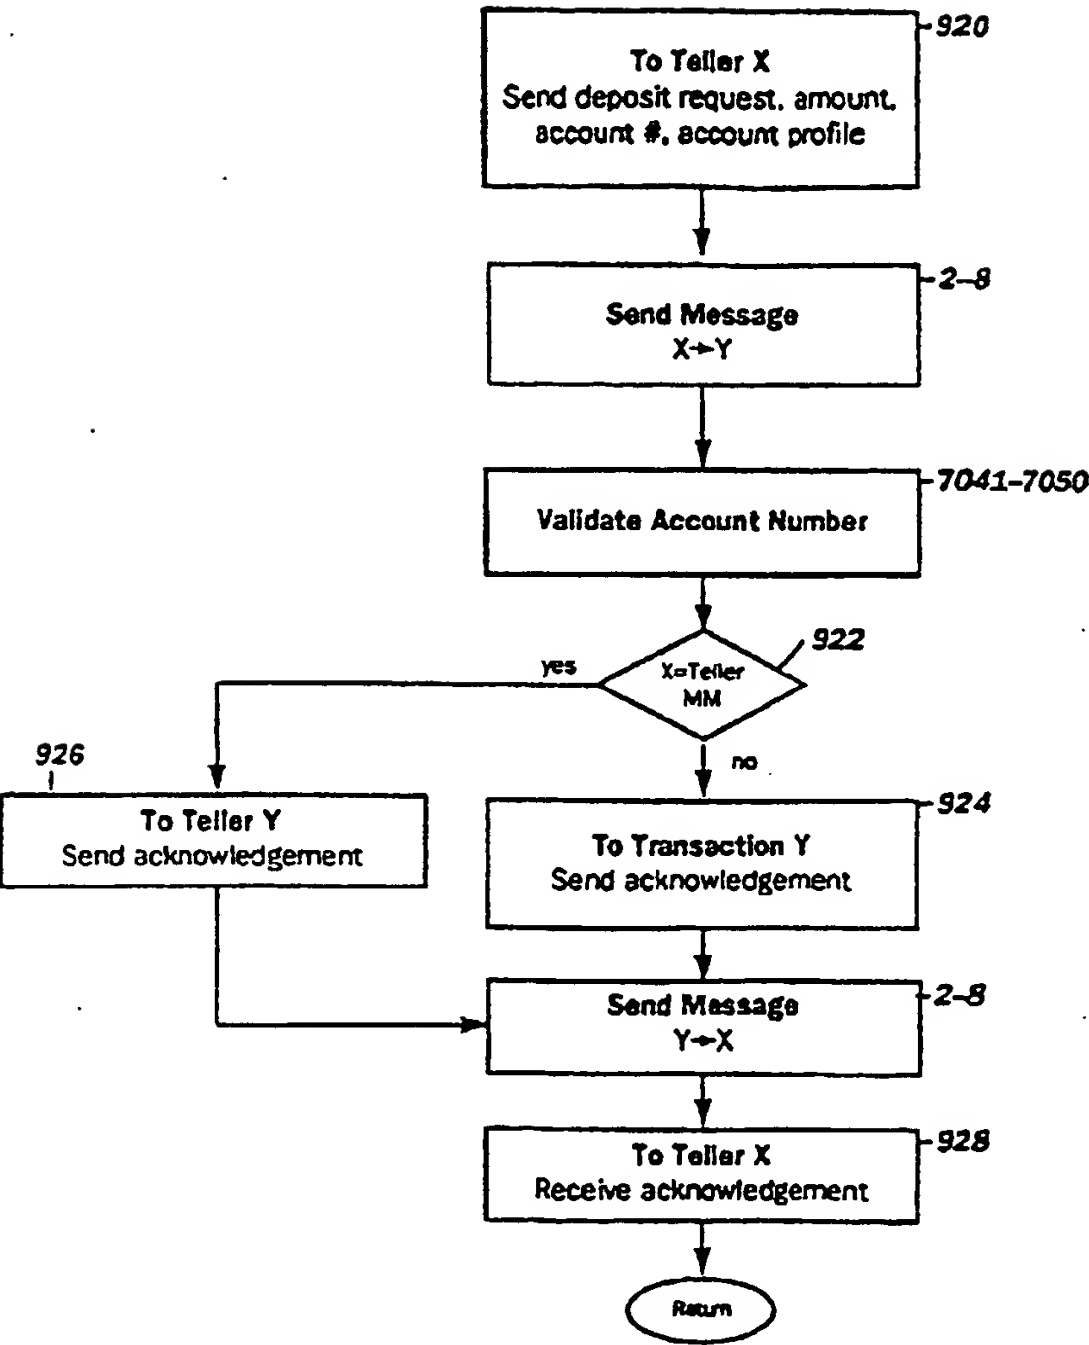 920
To Teller X
Send deposit request, amount,
account #, account profile
2-8
Send Message
X→Y
7041-7050
Validate Account Number
922
X=Teller
MM
yes
no
926
To Teller Y
Send acknowledgement
924
To Transaction Y
Send acknowledgement
2-8
Send Message
Y→X
928
To Teller X
Receive acknowledgement
Return